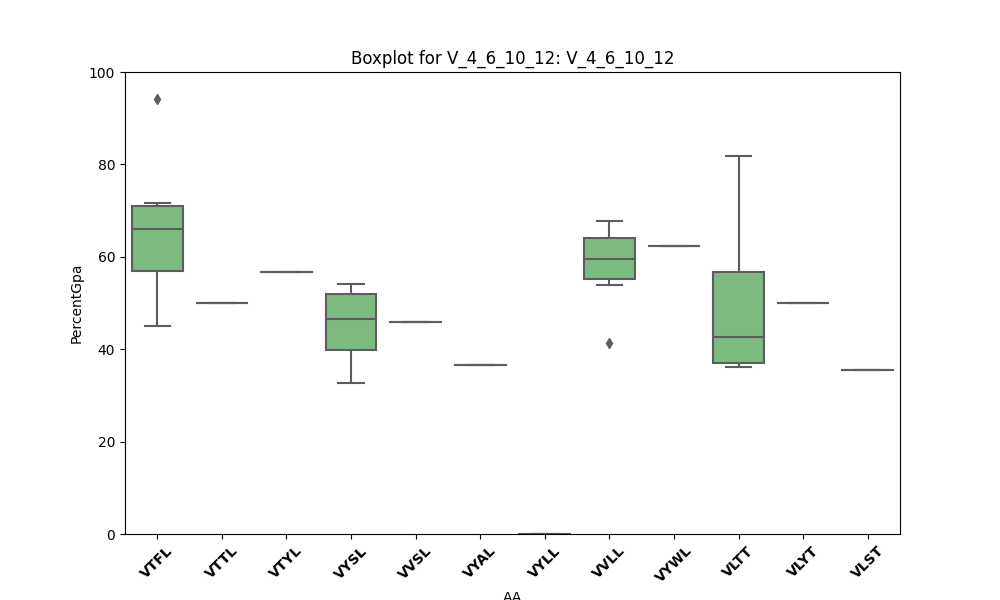 Boxplot for V_4_6_10_12: V_4_6_10_12
PercentGpa
100
80
60
40
20
0
VTFL
VTTL
VTYL
VYSL
VVSL
VYAL
VYLL
VVLL
VYWL
VLTT
VLYT
VLST
AA